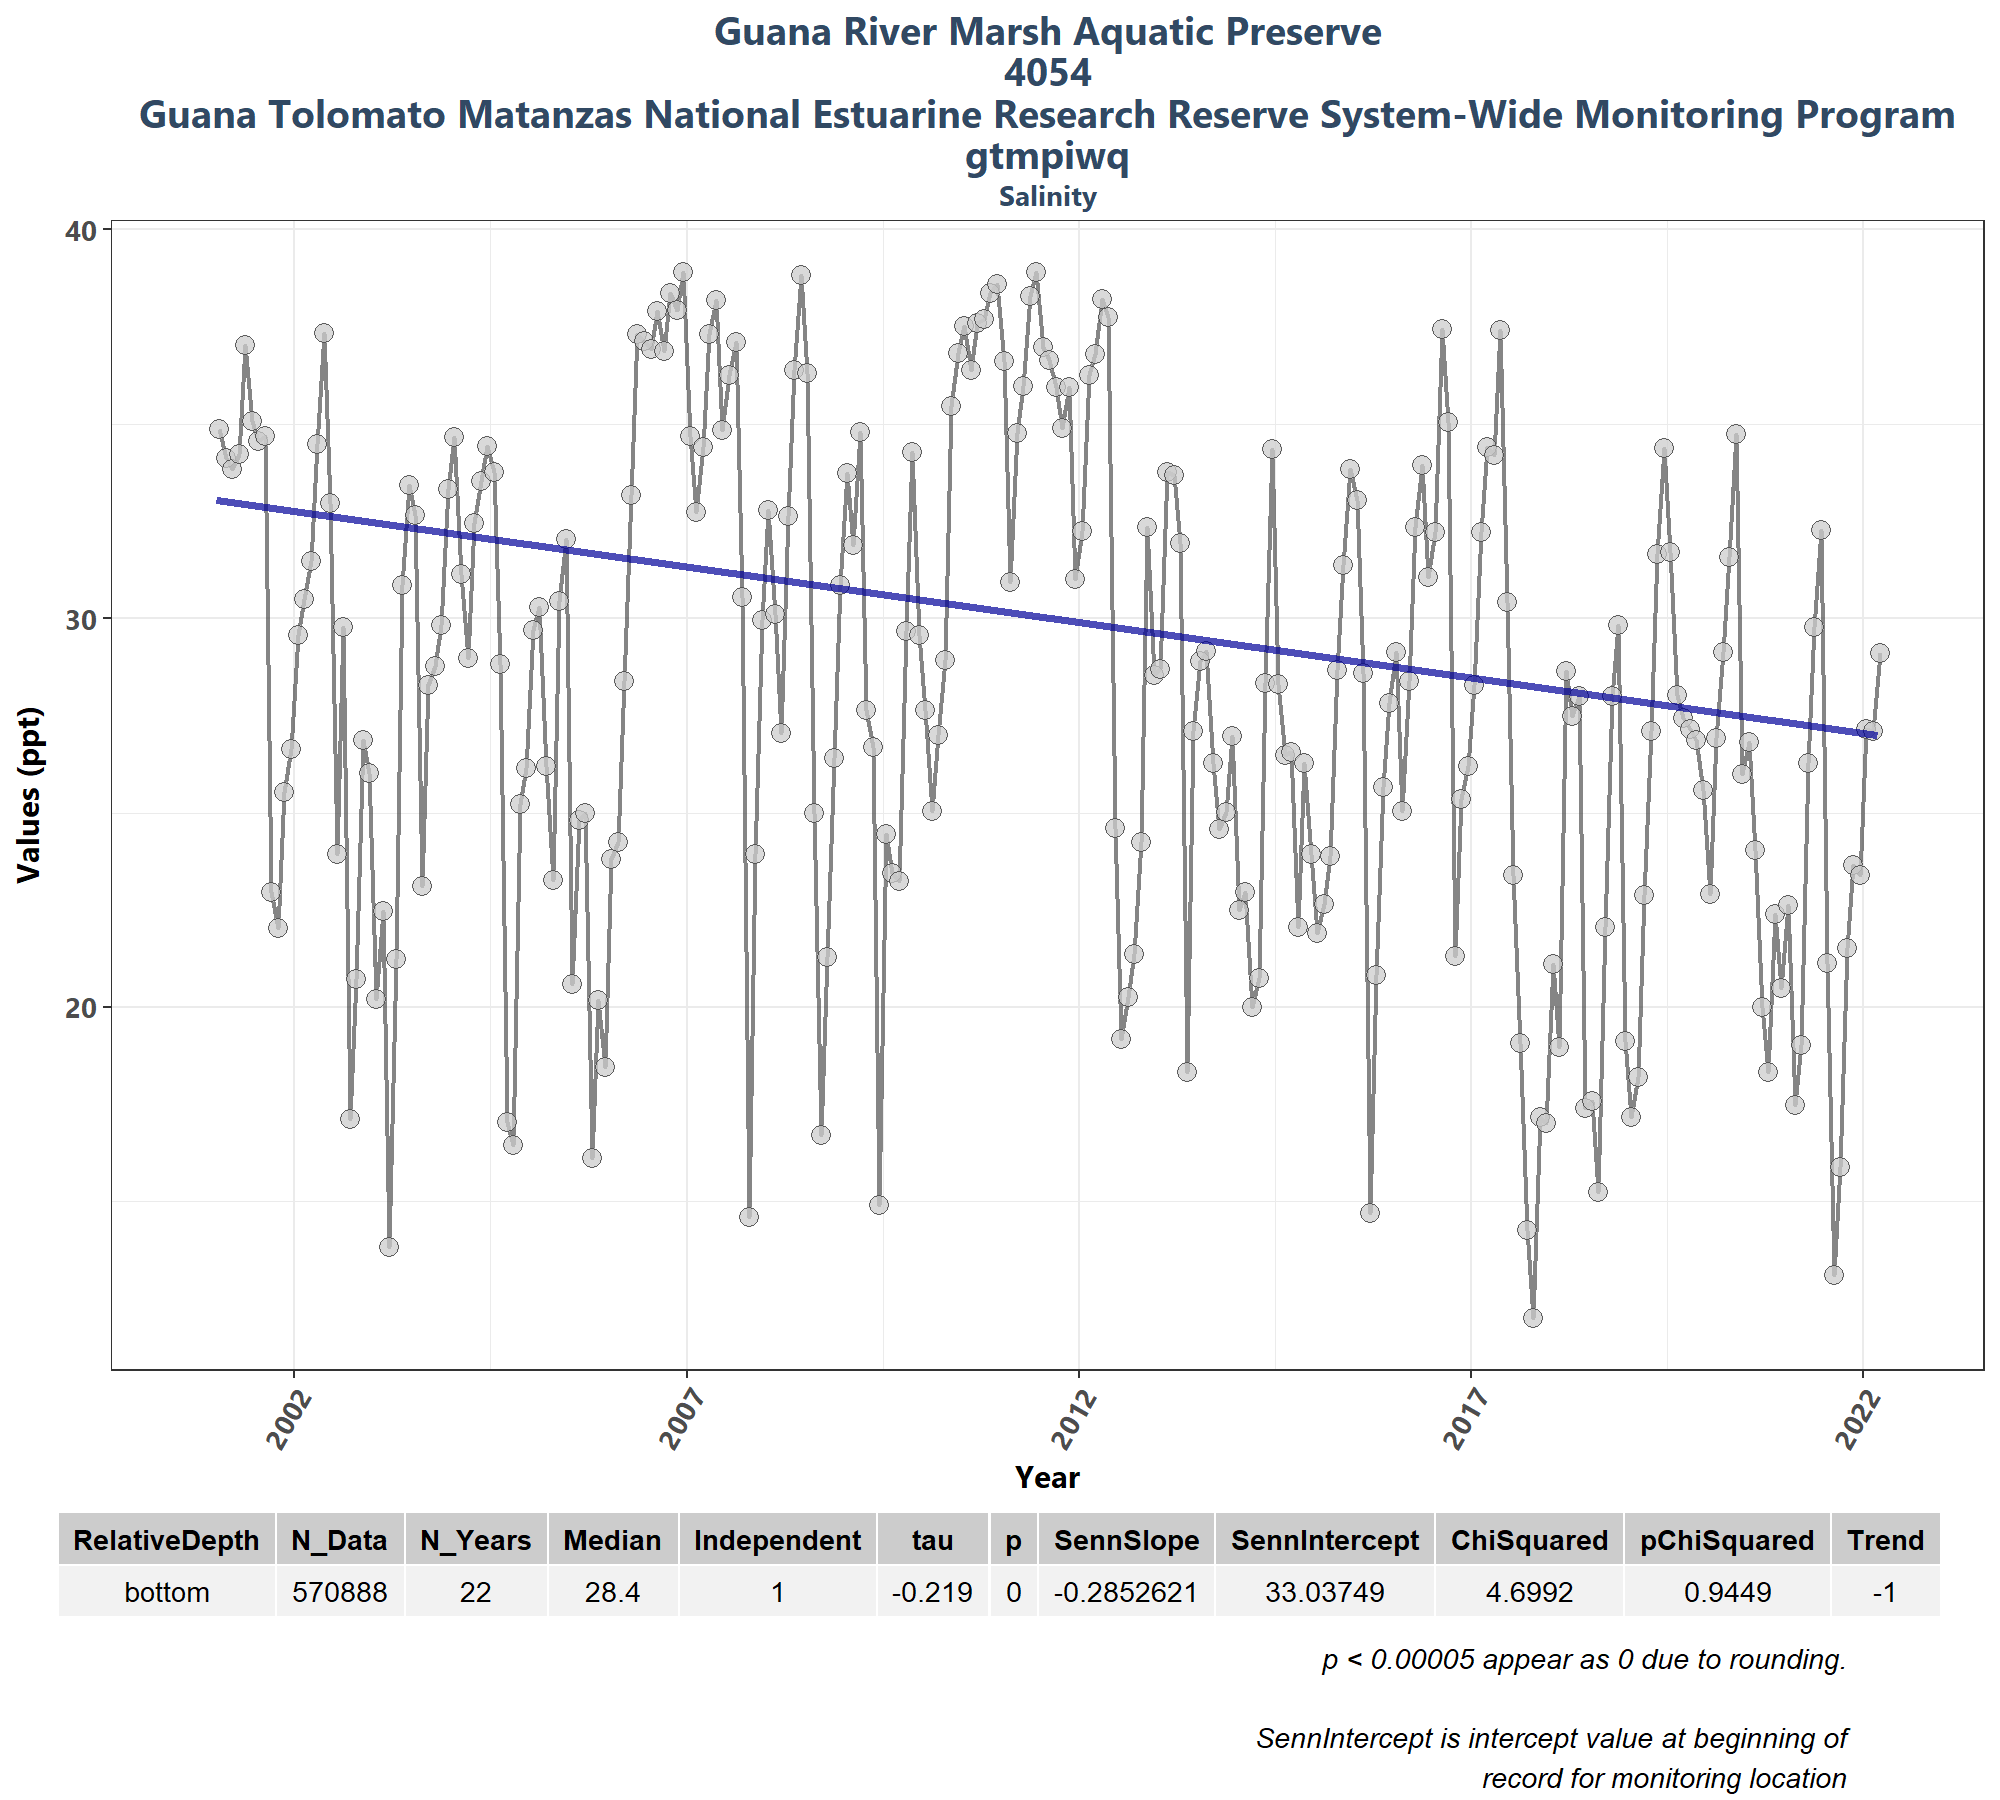 Guana River Marsh Aquatic Preserve
4054
Guana Tolomato Matanzas National Estuarine Research Reserve System-Wide Monitoring Program
gtmpiwq
Salinity
40
30
20
Values (ppt)
2002 2007 2012 2017 2022
Year
RelativeDepth N_Data N_Years Median Independent tau p SennSlope SennIntercept ChiSquared pChiSquared Trend
bottom 570888 22 28.4 1 -0.219 0 -0.2852621 33.03749 4.6992 0.9449 -1
p < 0.00005 appear as 0 due to rounding.
SennIntercept is intercept value at beginning of
record for monitoring location